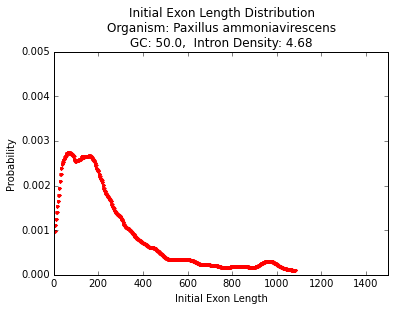 Initial Exon Length Distribution
Organism: Paxillus ammoniavirescens
GC: 50.0,  Intron Density: 4.68
0.005
0.004
0.003
0.002
0.001
0.000
Probability
0 200 400 600 800 1000 1200 1400
Initial Exon Length